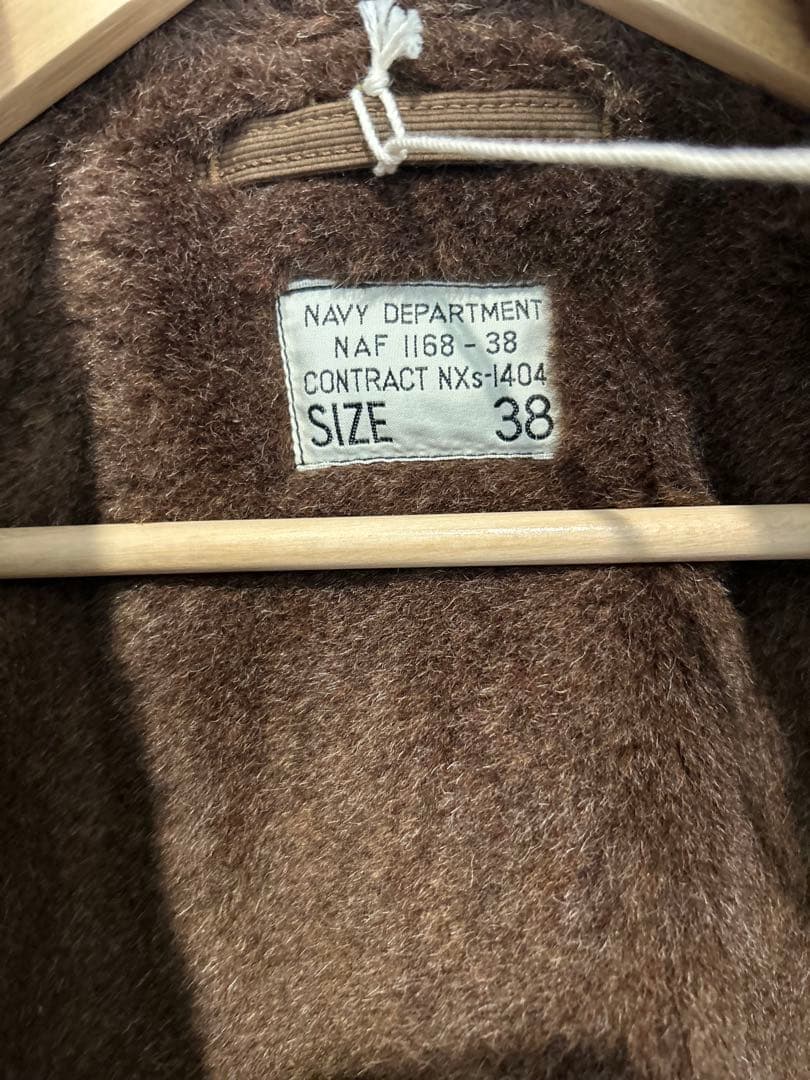 NAVY DEPARTMENT
NAF 1168-38
CONTRACT NXs-1404
SIZE 38